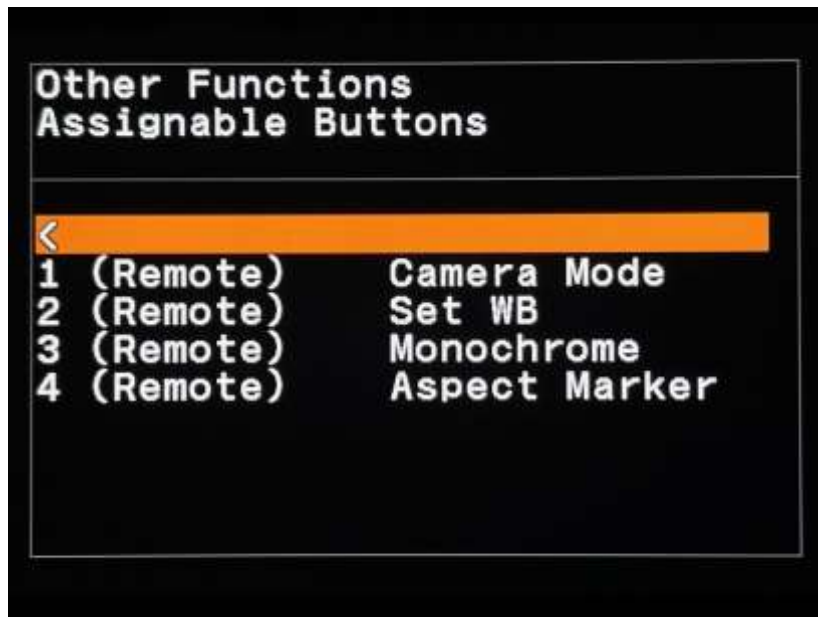 Other Functions
Assignable Buttons
<
1 (Remote) Camera Mode
2 (Remote) Set WB
3 (Remote) Monochrome
4 (Remote) Aspect Marker